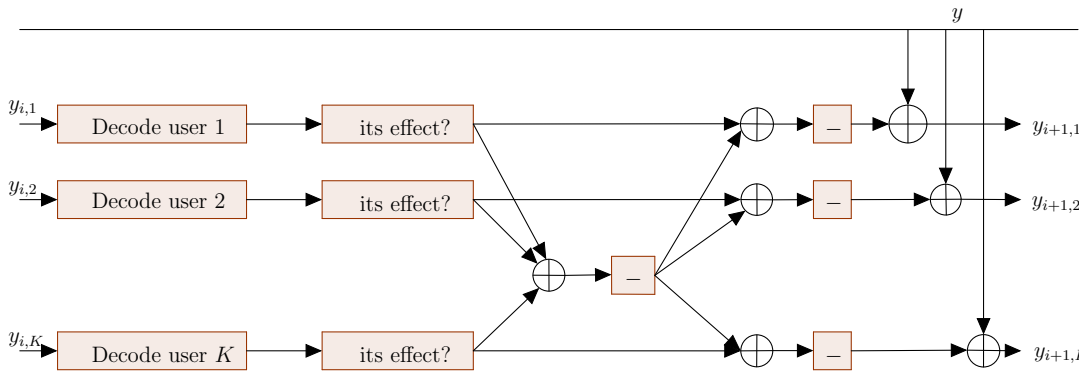 y
y_{i,1} Decode user 1 its effect? − y_{i+1,1}
y_{i,2} Decode user 2 its effect? − y_{i+1,2}
−
y_{i,K} Decode user K its effect? −